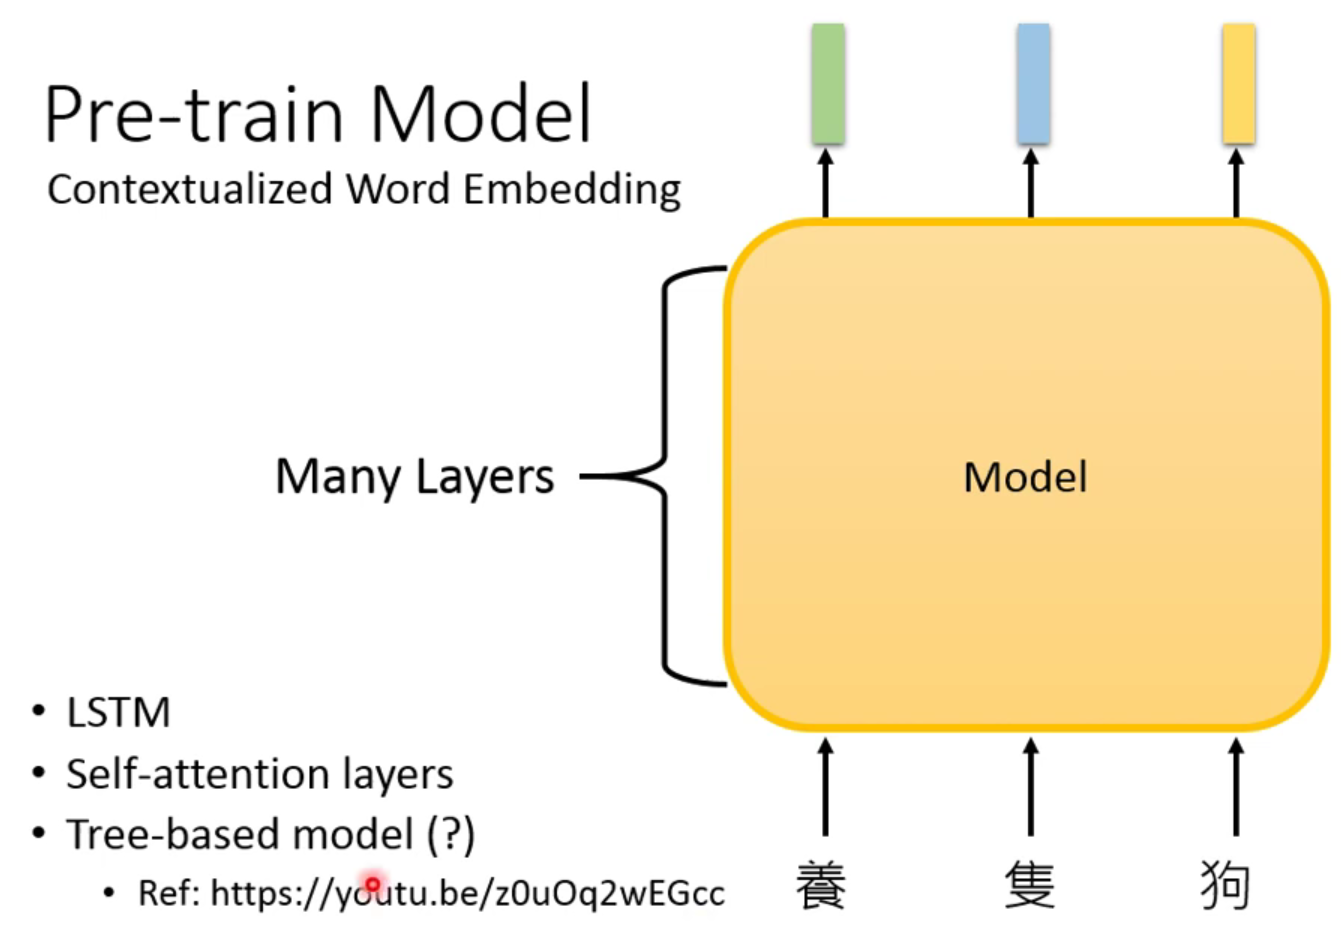 Pre-train Model
Contextualized Word Embedding
Many Layers
Model
• LSTM
• Self-attention layers
• Tree-based model (?)
• Ref: https://youtu.be/z0uOq2wEGcc
養 隻 狗